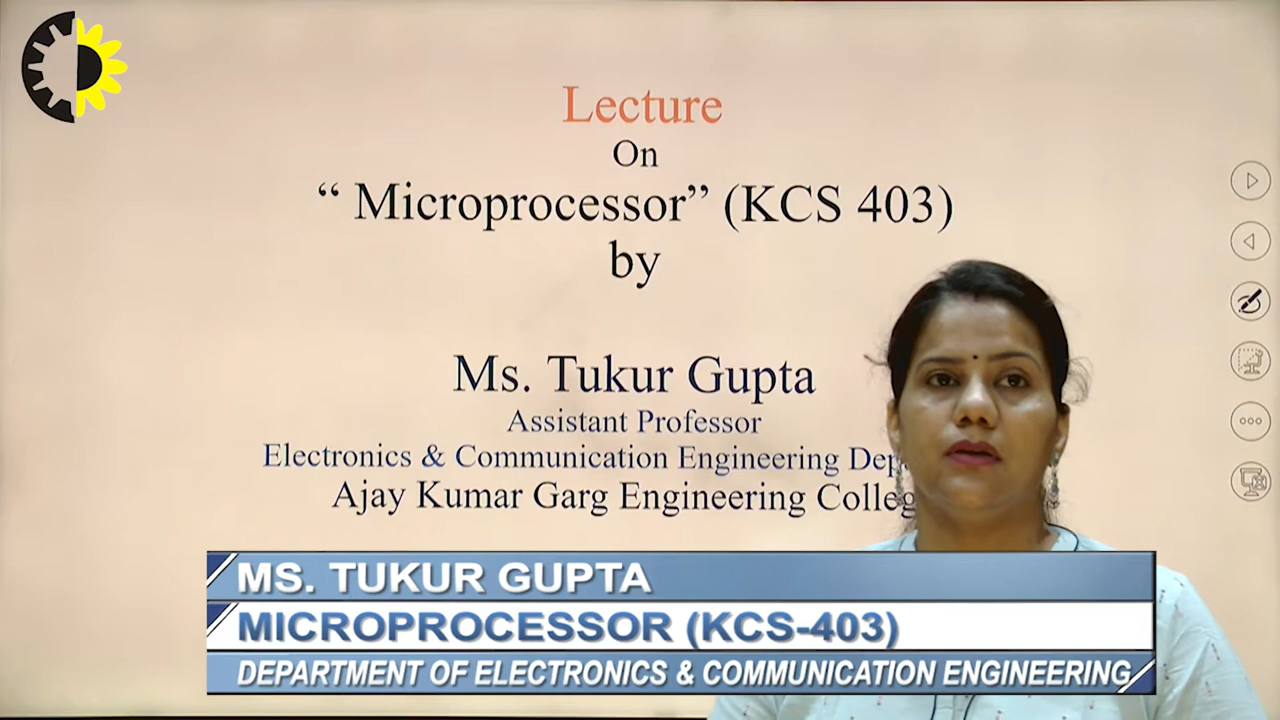 Lecture
On
“ Microprocessor” (KCS 403)
by
Ms. Tukur Gupta
Assistant Professor
Electronics & Communication Engineering
Ajay Kumar Garg Engineering
MS. TUKUR GUPTA
MICROPROCESSOR (KCS-403)
DEPARTMENT OF ELECTRONICS & COMMUNICATION ENGINEERING